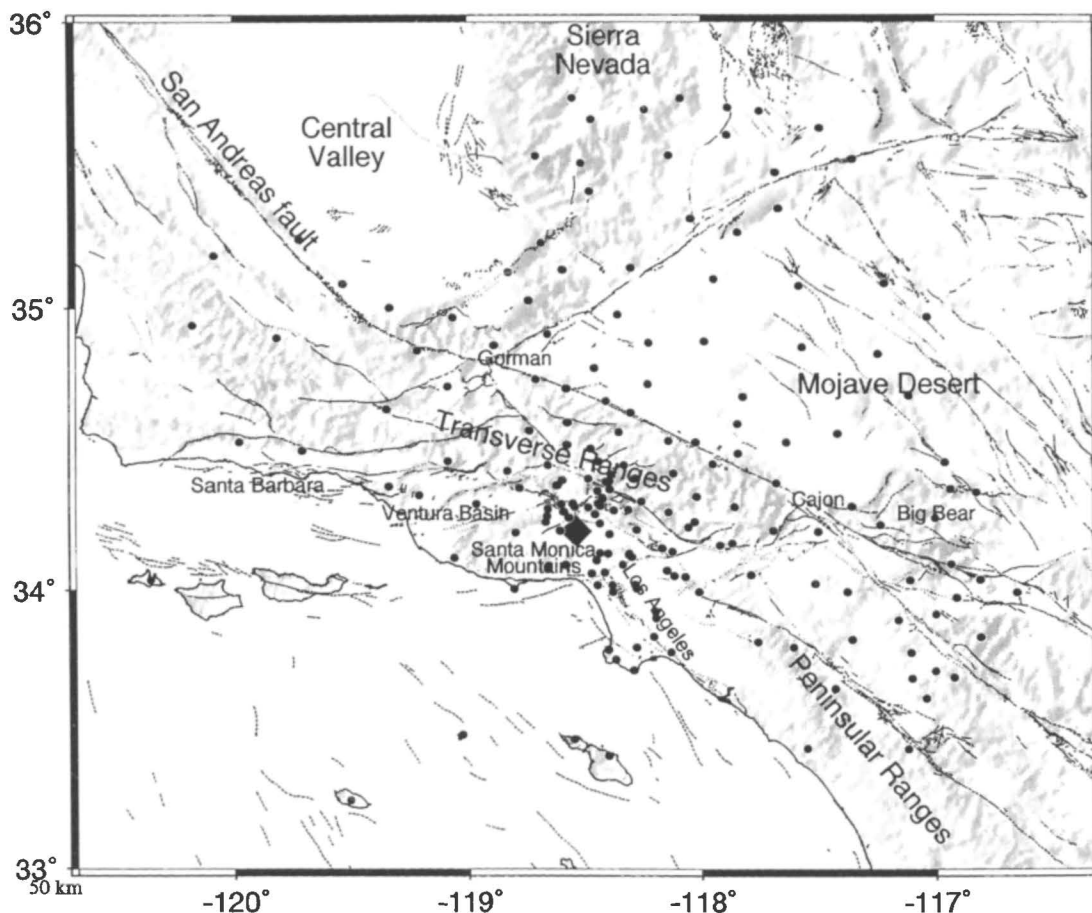 36°
Sierra
Nevada
San Andreas fault
Central
Valley
35°
Gorman
Mojave Desert
Transverse Ranges
Santa Barbara
Ventura Basin
Cajon
Big Bear
Santa Monica
Mountains
34°
Los Angeles
Peninsular Ranges
33°
50 km
-120°
-119°
-118°
-117°